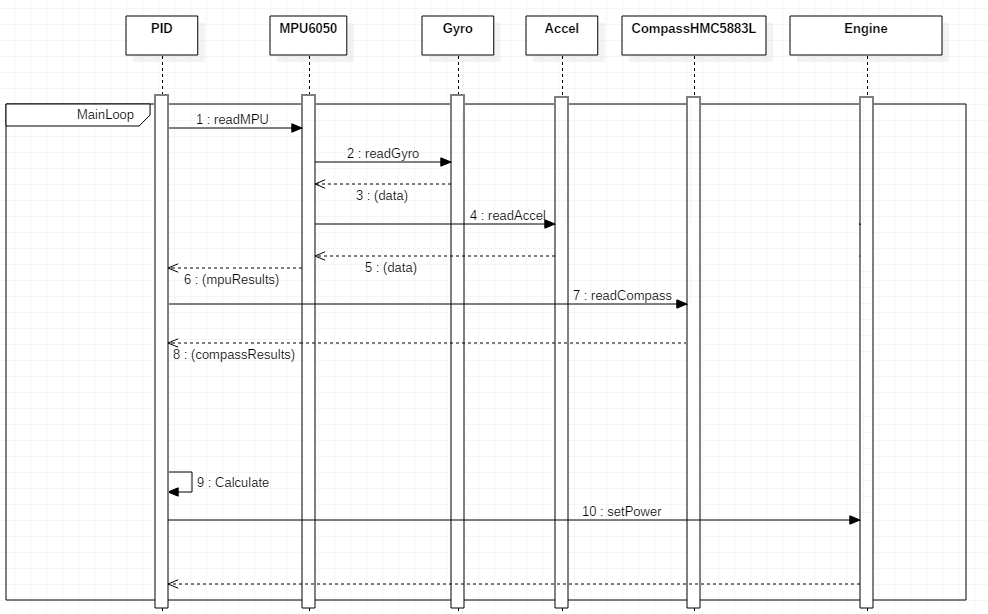 PID
MPU6050
Gyro
Accel
CompassHMC5883L
Engine
MainLoop
1 : readMPU
2 : readGyro
3 : (data)
4 : readAccel
5 : (data)
6 : (mpuResults)
7 : readCompass
8 : (compassResults)
9 : Calculate
10 : setPower